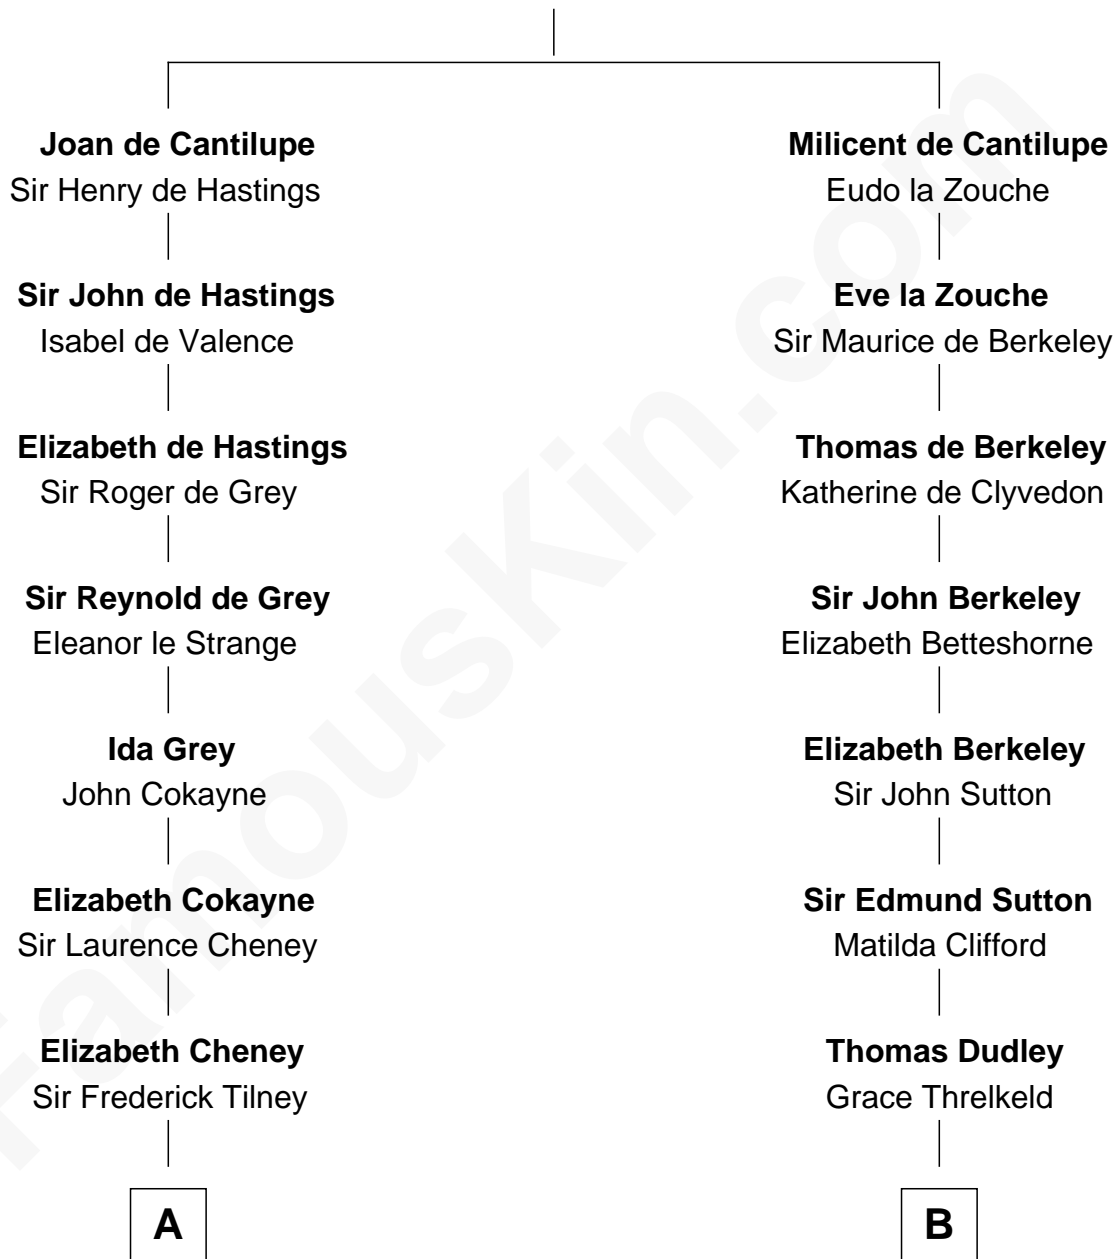 Joan de Cantilupe
Sir Henry de Hastings
Sir John de Hastings
Isabel de Valence
Elizabeth de Hastings
Sir Roger de Grey
Sir Reynold de Grey
Eleanor le Strange
Ida Grey
John Cokayne
Elizabeth Cokayne
Sir Laurence Cheney
Elizabeth Cheney
Sir Frederick Tilney
A
Milicent de Cantilupe
Eudo la Zouche
Eve la Zouche
Sir Maurice de Berkeley
Thomas de Berkeley
Katherine de Clyvedon
Sir John Berkeley
Elizabeth Betteshorne
Elizabeth Berkeley
Sir John Sutton
Sir Edmund Sutton
Matilda Clifford
Thomas Dudley
Grace Threlkeld
B
FamousKin.com